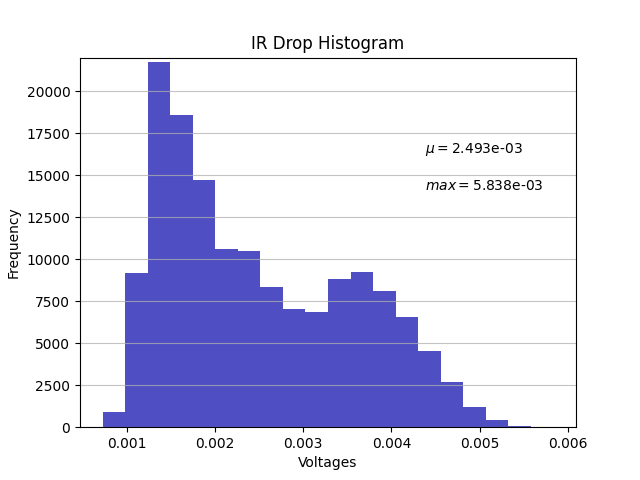 IR Drop Histogram
20000
17500
15000
12500
10000
7500
5000
2500
0
Frequency
μ = 2.493e-03
max = 5.838e-03
0.001 0.002 0.003 0.004 0.005 0.006
Voltages